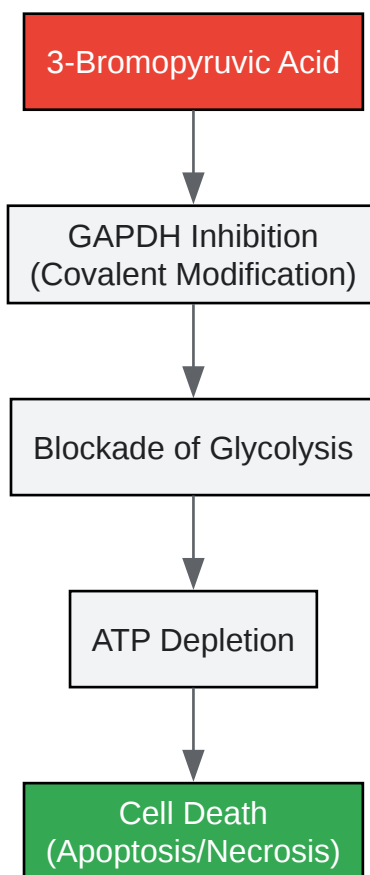 3-Bromopyruvic Acid
GAPDH Inhibition
(Covalent Modification)
Blockade of Glycolysis
ATP Depletion
Cell Death
(Apoptosis/Necrosis)